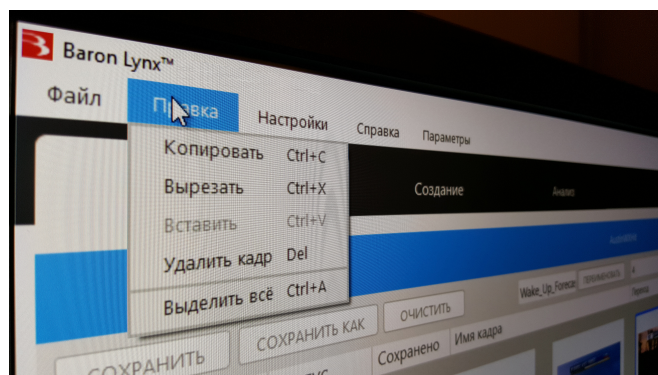 Baron Lynx™
Файл Правка Настройки Справка Параметры
Копировать Ctrl+C
Вырезать Ctrl+X
Вставить Ctrl+V
Удалить кадр Del
Выделить всё Ctrl+A
Создание Анализ
СОХРАНИТЬ СОХРАНИТЬ КАК ОЧИСТИТЬ
Сохранено Имя кадра